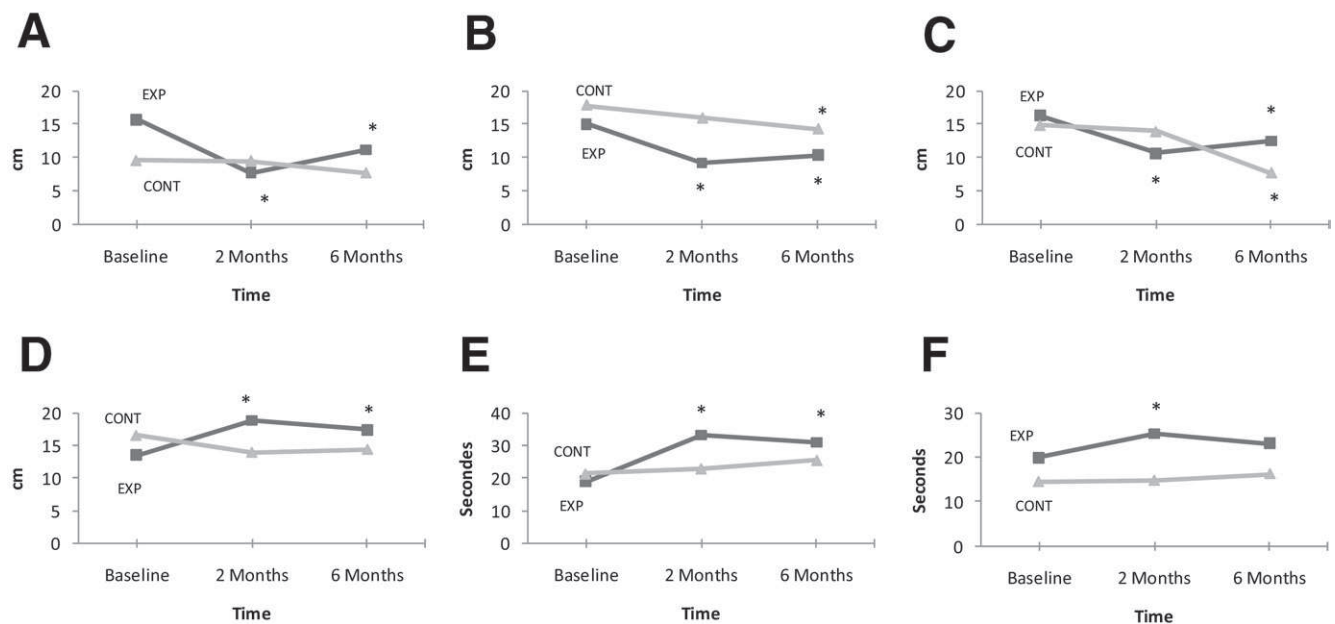 A
B
C
20
15
10
5
0
cm
EXP
CONT
*
*
Baseline
2 Months
6 Months
Time
20
15
10
5
0
cm
CONT
EXP
*
*
*
Baseline
2 Months
6 Months
Time
20
15
10
5
0
cm
EXP
CONT
*
*
*
Baseline
2 Months
6 Months
Time
D
E
F
20
15
10
5
0
cm
CONT
EXP
*
*
Baseline
2 Months
6 Months
Time
40
30
20
10
0
Secondes
CONT
EXP
*
*
Baseline
2 Months
6 Months
Time
30
20
10
0
Seconds
EXP
CONT
*
Baseline
2 Months
6 Months
Time